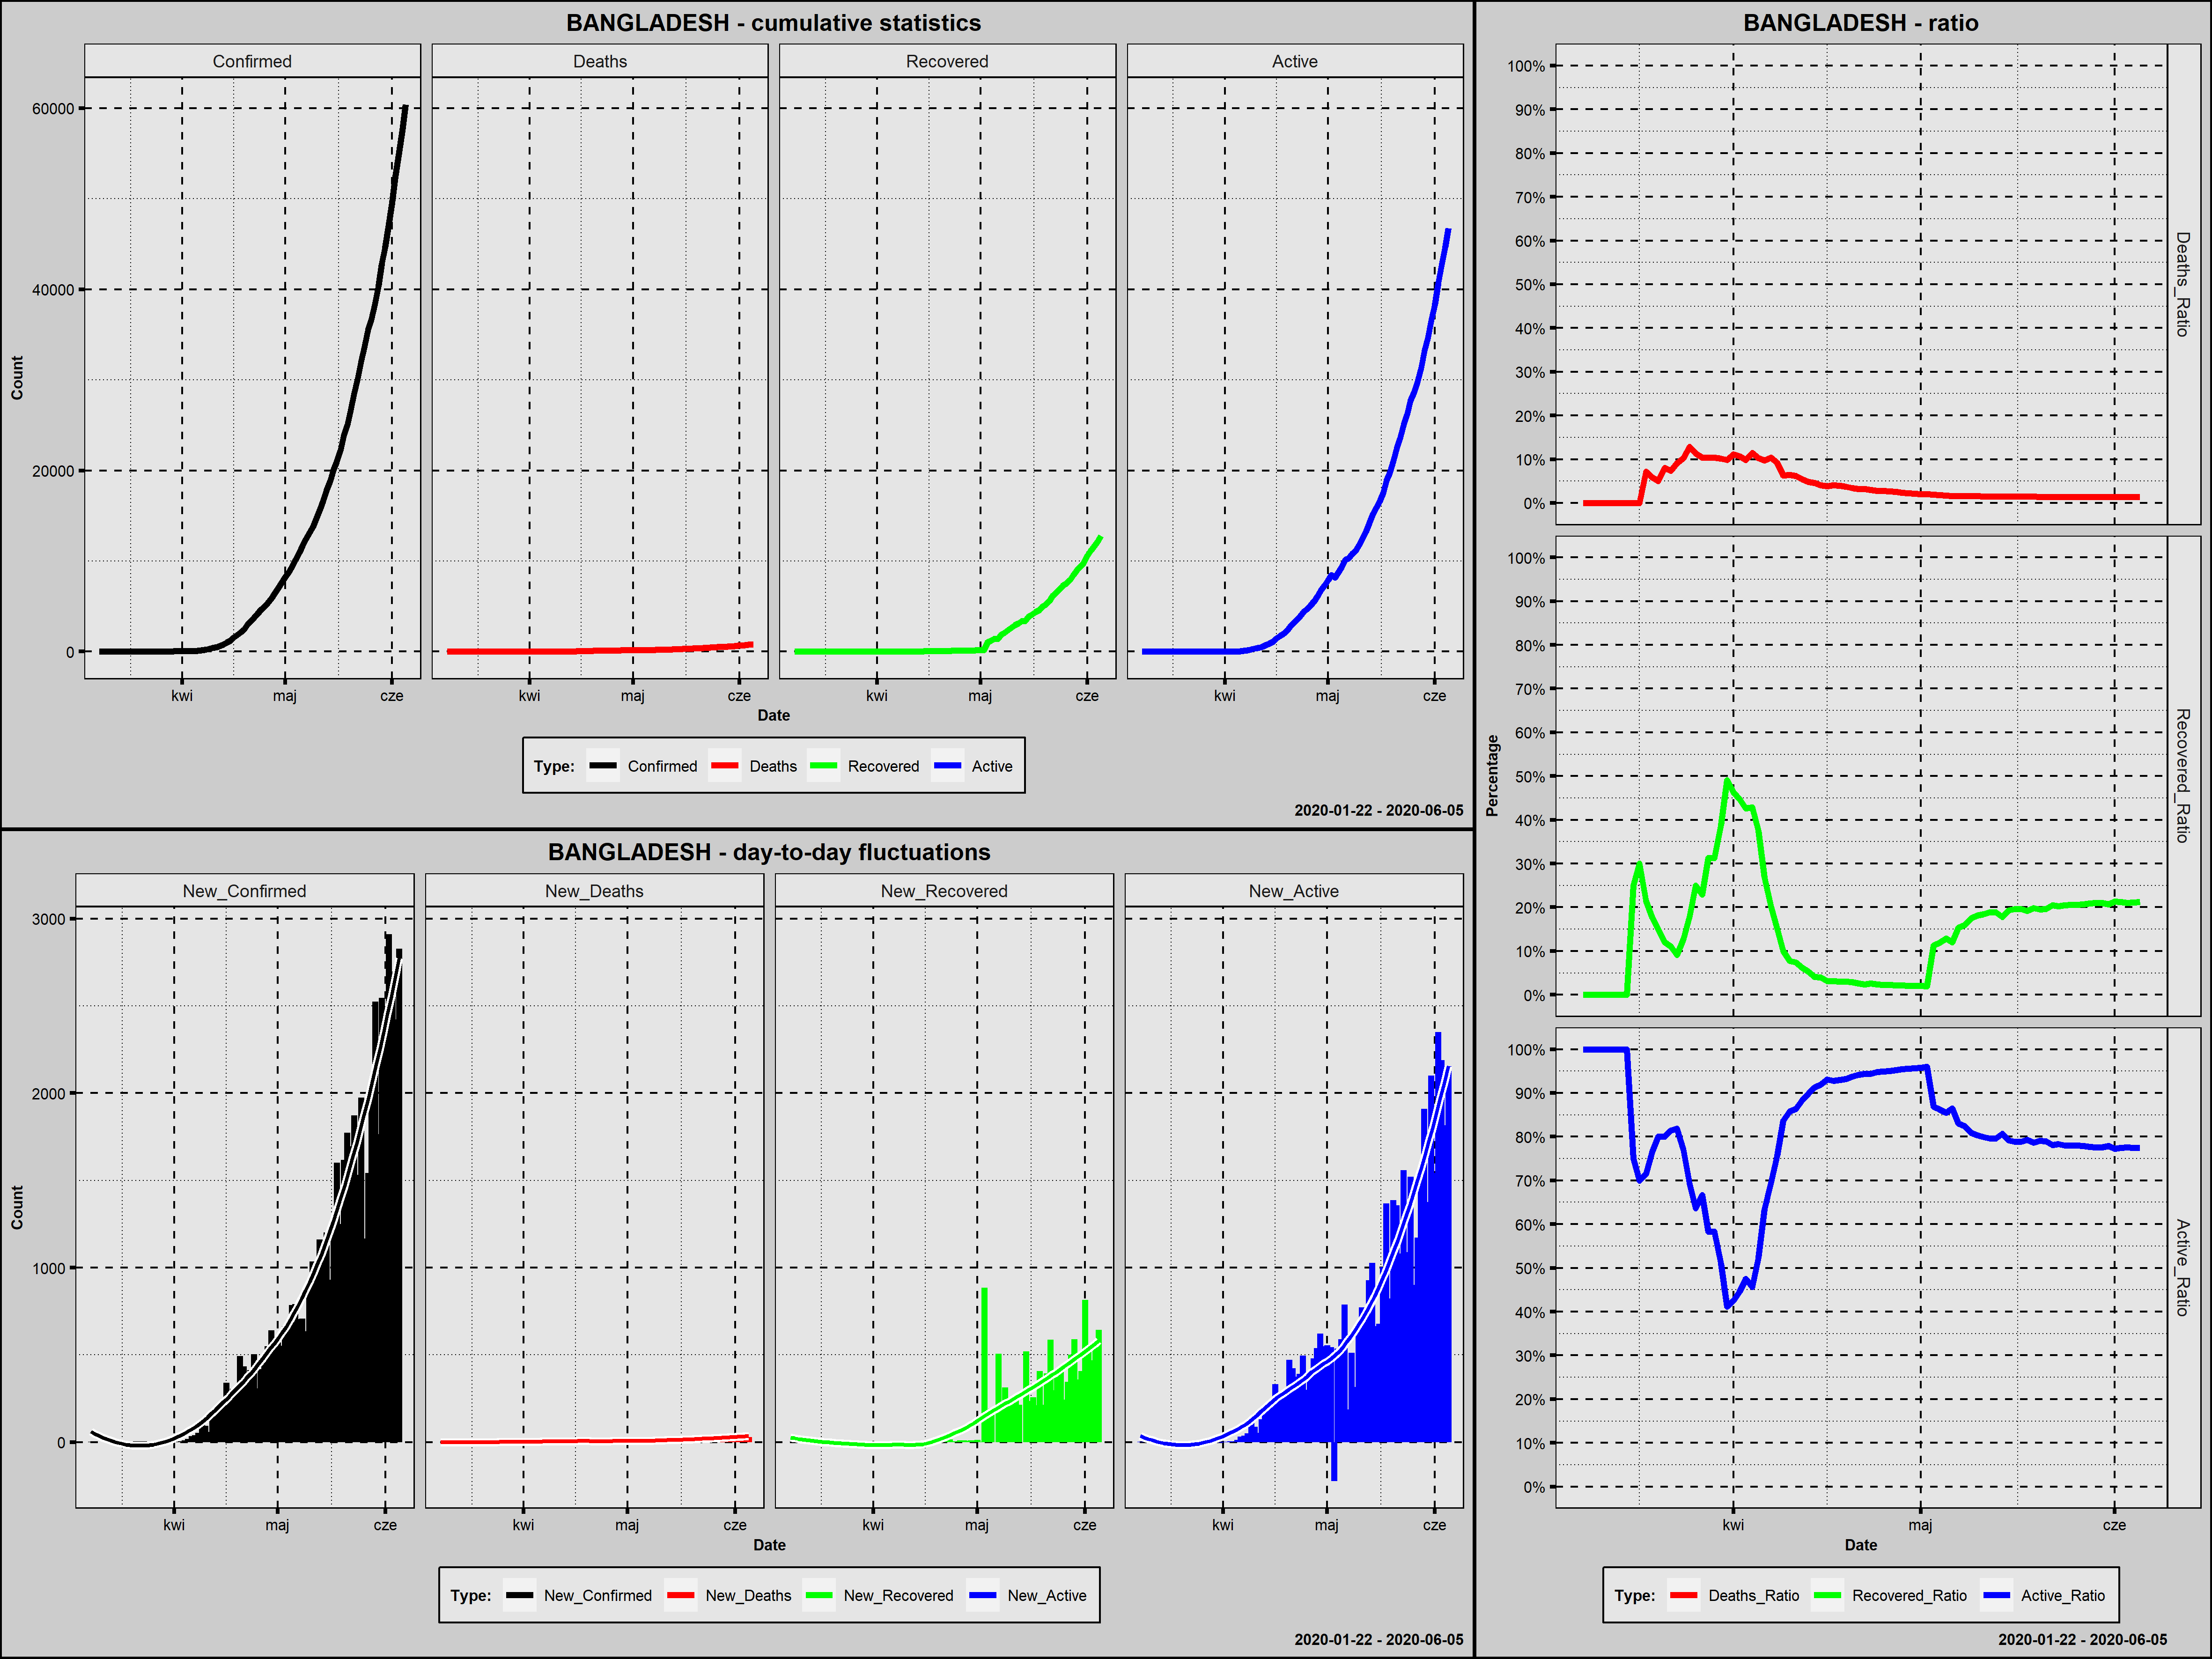 BANGLADESH - cumulative statistics
Confirmed Deaths Recovered Active
60000
40000
20000
0
Count
kwi maj cze kwi maj cze kwi maj cze kwi maj cze
Date
Type: Confirmed Deaths Recovered Active
2020-01-22 - 2020-06-05
BANGLADESH - day-to-day fluctuations
New_Confirmed New_Deaths New_Recovered New_Active
3000
2000
1000
0
Count
kwi maj cze kwi maj cze kwi maj cze kwi maj cze
Date
Type: New_Confirmed New_Deaths New_Recovered New_Active
2020-01-22 - 2020-06-05
BANGLADESH - ratio
100%
90%
80%
70%
60%
50%
40%
30%
20%
10%
0%
Deaths_Ratio
100%
90%
80%
70%
60%
50%
40%
30%
20%
10%
0%
Recovered_Ratio
Percentage
100%
90%
80%
70%
60%
50%
40%
30%
20%
10%
0%
Active_Ratio
kwi maj cze
Date
Type: Deaths_Ratio Recovered_Ratio Active_Ratio
2020-01-22 - 2020-06-05